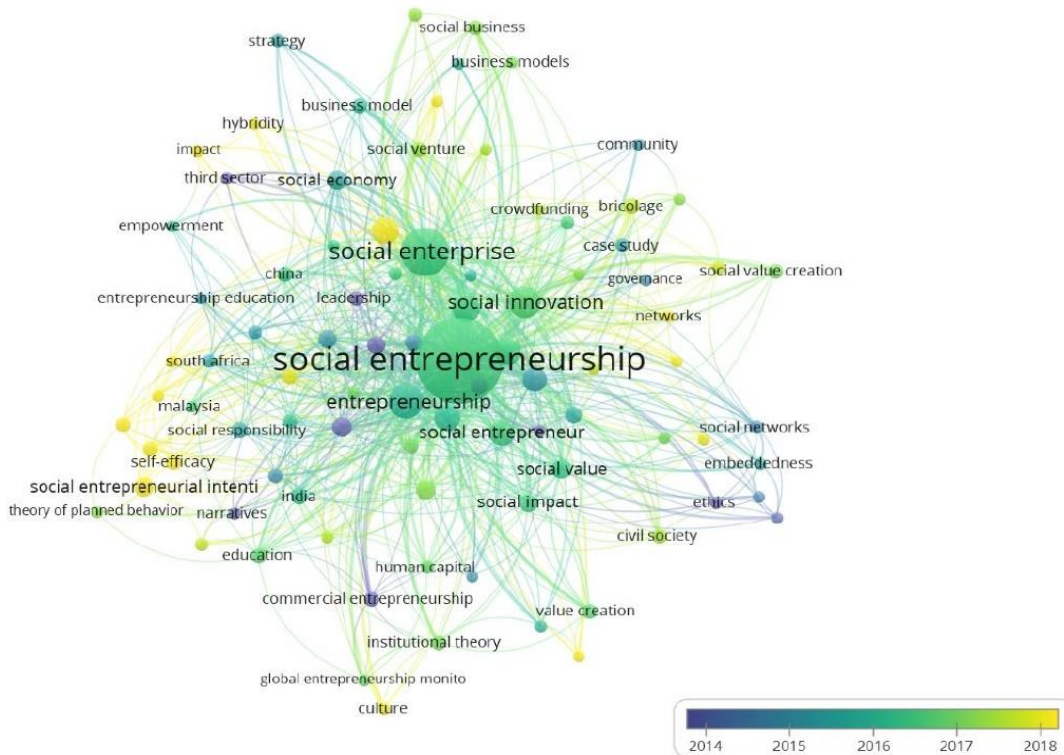 social business
strategy
business models
business model
hybridity
community
impact
social venture
third sector
social economy
crowdfunding
bricolage
empowerment
social enterprise
case study
china
social value creation
governance
entrepreneurship education
leadership
social innovation
networks
social entrepreneurship
south africa
entrepreneurship
malaysia
social responsibility
social entrepreneur
social networks
self-efficacy
social value
embeddedness
social entrepreneurial intenti
india
social impact
ethics
theory of planned behavior
narratives
civil society
education
human capital
commercial entrepreneurship
value creation
institutional theory
global entrepreneurship monito
culture
2014 2015 2016 2017 2018